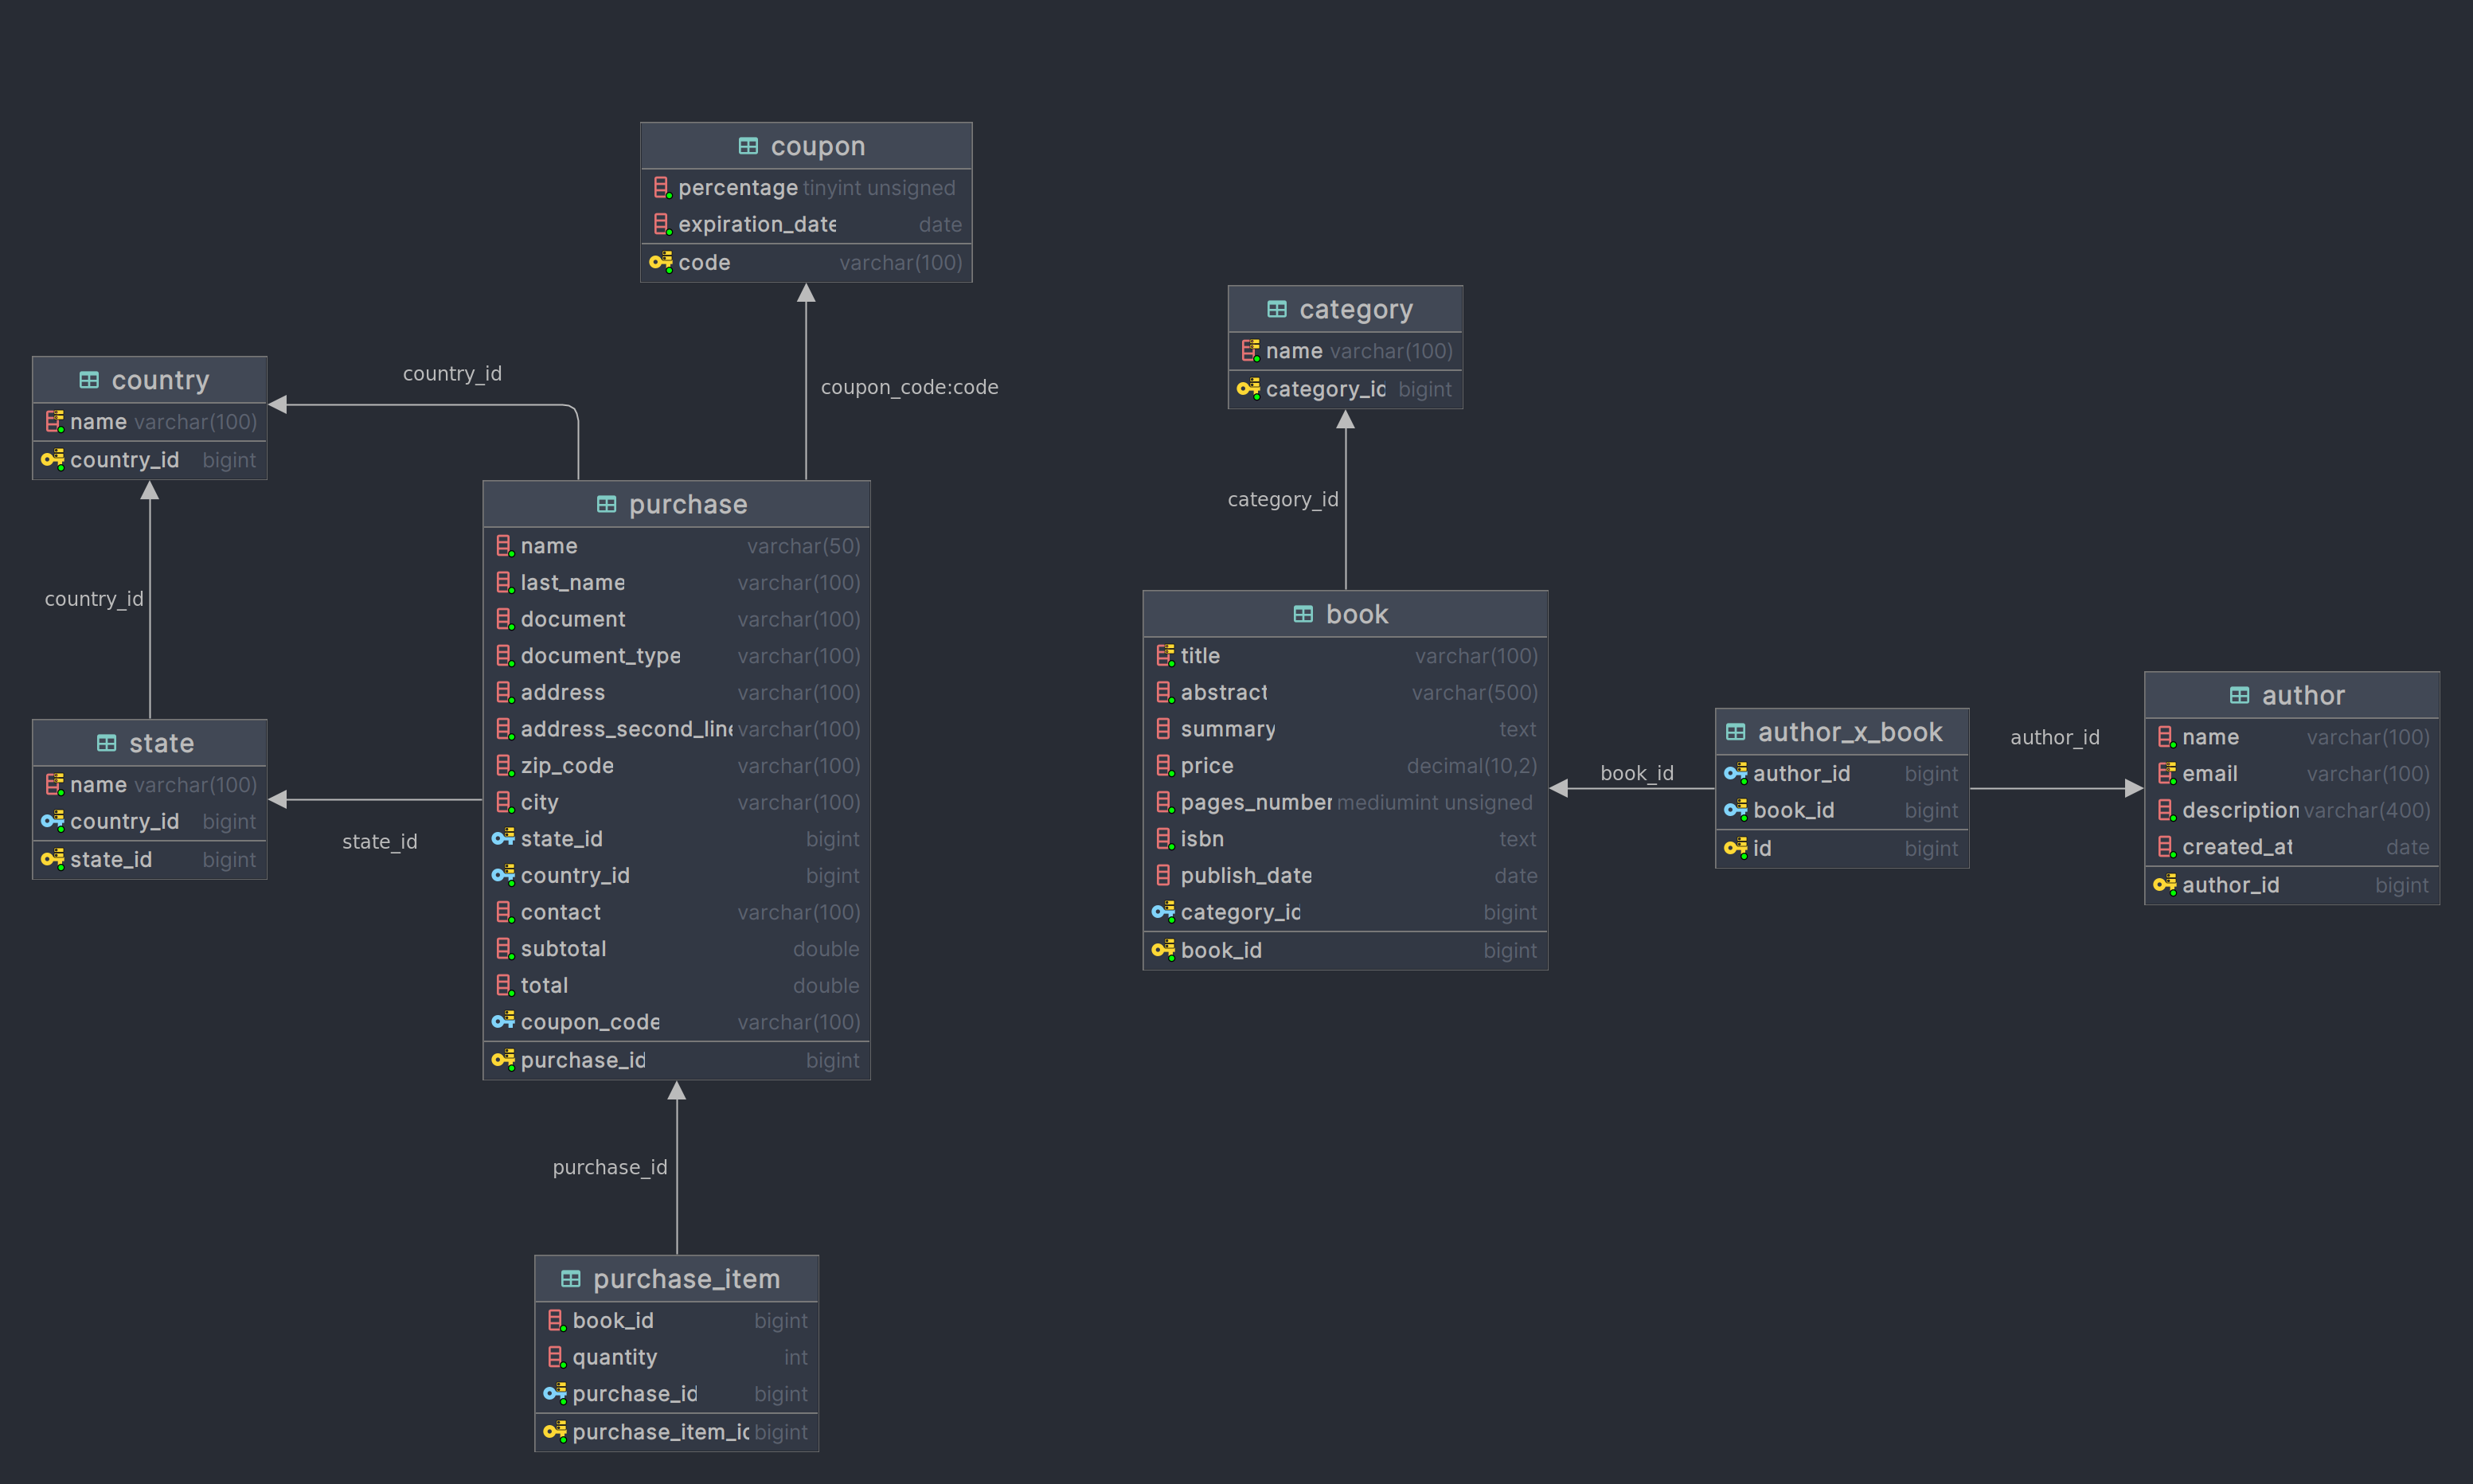 coupon
percentage tinyint unsigned
expiration_date date
code varchar(100)
country_id
coupon_code:code
country
name varchar(100)
country_id bigint
country_id
state
name varchar(100)
country_id bigint
state_id bigint
state_id
purchase
name varchar(50)
last_name varchar(100)
document varchar(100)
document_type varchar(100)
address varchar(100)
address_second_line varchar(100)
zip_code varchar(100)
city varchar(100)
state_id bigint
country_id bigint
contact varchar(100)
subtotal double
total double
coupon_code varchar(100)
purchase_id bigint
purchase_id
purchase_item
book_id bigint
quantity int
purchase_id bigint
purchase_item_id bigint
category
name varchar(100)
category_id bigint
category_id
book
title varchar(100)
abstract varchar(500)
summary text
price decimal(10,2)
pages_number mediumint unsigned
isbn text
publish_date date
category_id bigint
book_id bigint
book_id
author_x_book
author_id bigint
book_id bigint
id bigint
author_id
author
name varchar(100)
email varchar(100)
description varchar(400)
created_at date
author_id bigint